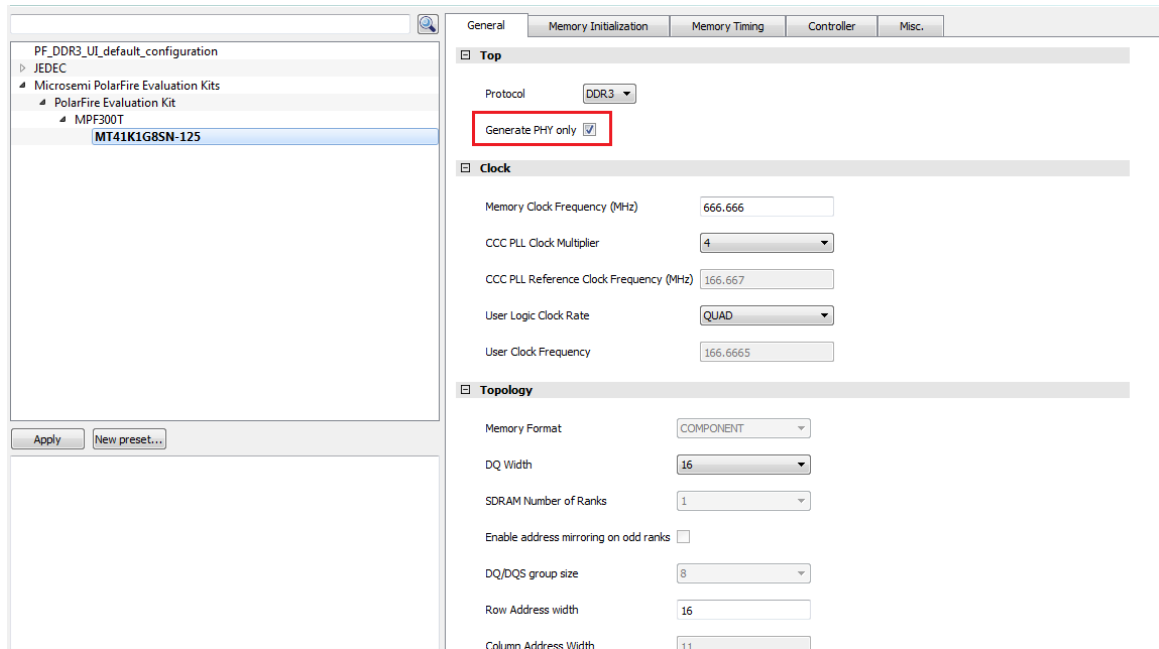 PF_DDR3_UI_default_configuration
JEDEC
Microsemi PolarFire Evaluation Kits
PolarFire Evaluation Kit
MPF300T
MT41K1G8SN-125
Apply New preset...
General Memory Initialization Memory Timing Controller Misc.
Top
Protocol DDR3
Generate PHY only
Clock
Memory Clock Frequency (MHz) 666.666
CCC PLL Clock Multiplier 4
CCC PLL Reference Clock Frequency (MHz) 166.667
User Logic Clock Rate QUAD
User Clock Frequency 166.6665
Topology
Memory Format COMPONENT
DQ Width 16
SDRAM Number of Ranks 1
Enable address mirroring on odd ranks
DQ/DQS group size 8
Row Address width 16
Column Address Width 11